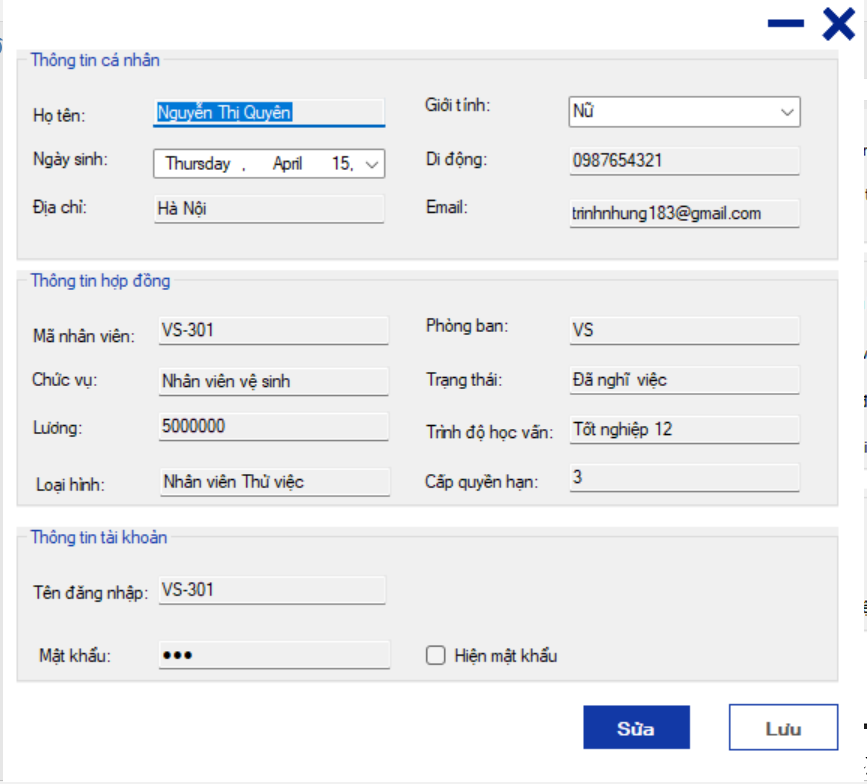 Thông tin cá nhân
Họ tên: Nguyễn Thị Quyên Giới tính: Nữ
Ngày sinh: Thursday , April 15, Di động: 0987654321
Địa chỉ: Hà Nội Email: trinhnhung183@gmail.com
Thông tin hợp đồng
Mã nhân viên: VS-301 Phòng ban: VS
Chức vụ: Nhân viên vệ sinh Trạng thái: Đã nghĩ việc
Lương: 5000000 Trình độ học vấn: Tốt nghiệp 12
Loại hình: Nhân viên Thử việc Cấp quyền hạn: 3
Thông tin tài khoản
Tên đăng nhập: VS-301
Mật khẩu: ●●● Hiện mật khẩu
Sửa Lưu